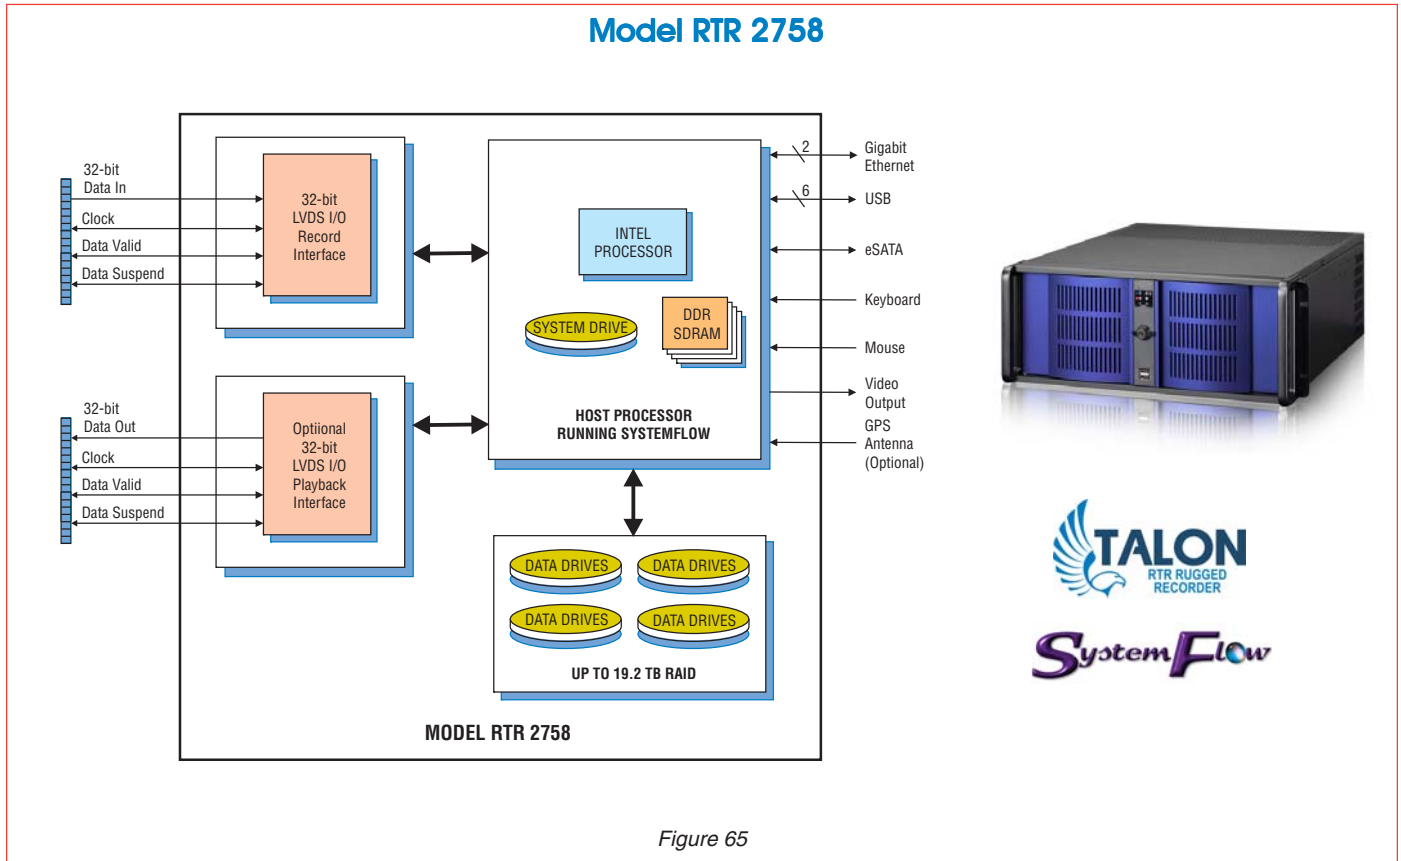 Model RTR 2758
32-bit
Data In
Clock
Data Valid
Data Suspend
32-bit
LVDS I/O
Record
Interface
32-bit
Data Out
Clock
Data Valid
Data Suspend
Optiional
32-bit
LVDS I/O
Playback
Interface
INTEL
PROCESSOR
SYSTEM DRIVE
DDR
SDRAM
HOST PROCESSOR
RUNNING SYSTEMFLOW
2
Gigabit
Ethernet
6
USB
eSATA
Keyboard
Mouse
Video
Output
GPS
Antenna
(Optional)
DATA DRIVES
DATA DRIVES
DATA DRIVES
DATA DRIVES
UP TO 19.2 TB RAID
MODEL RTR 2758
TALON
RTR RUGGED
RECORDER
SystemFlow
Figure 65